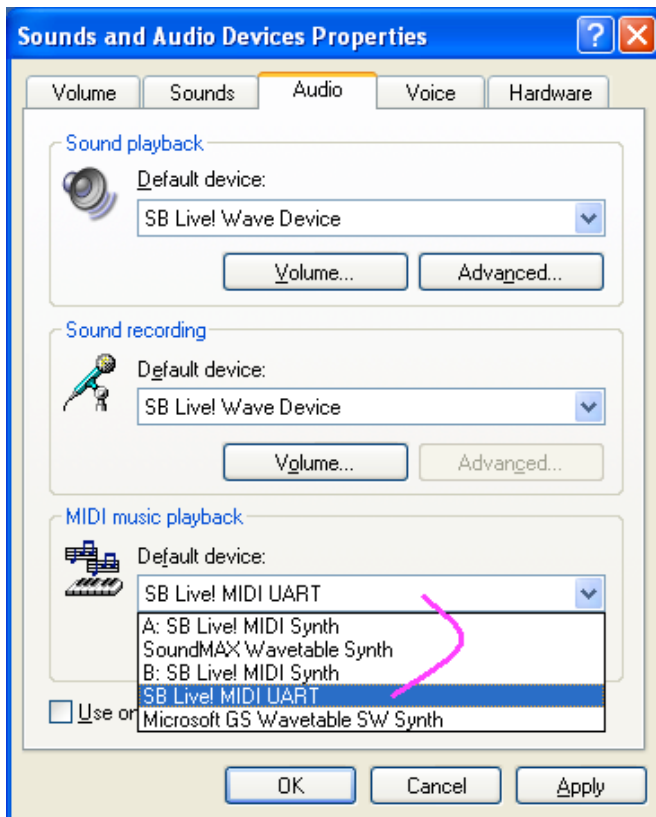 Sounds and Audio Devices Properties
Volume Sounds Audio Voice Hardware
Sound playback
Default device:
SB Live! Wave Device
Volume... Advanced...
Sound recording
Default device:
SB Live! Wave Device
Volume... Advanced...
MIDI music playback
Default device:
SB Live! MIDI UART
A: SB Live! MIDI Synth
SoundMAX Wavetable Synth
B: SB Live! MIDI Synth
SB Live! MIDI UART
Use
Microsoft GS Wavetable SW Synth
OK Cancel Apply